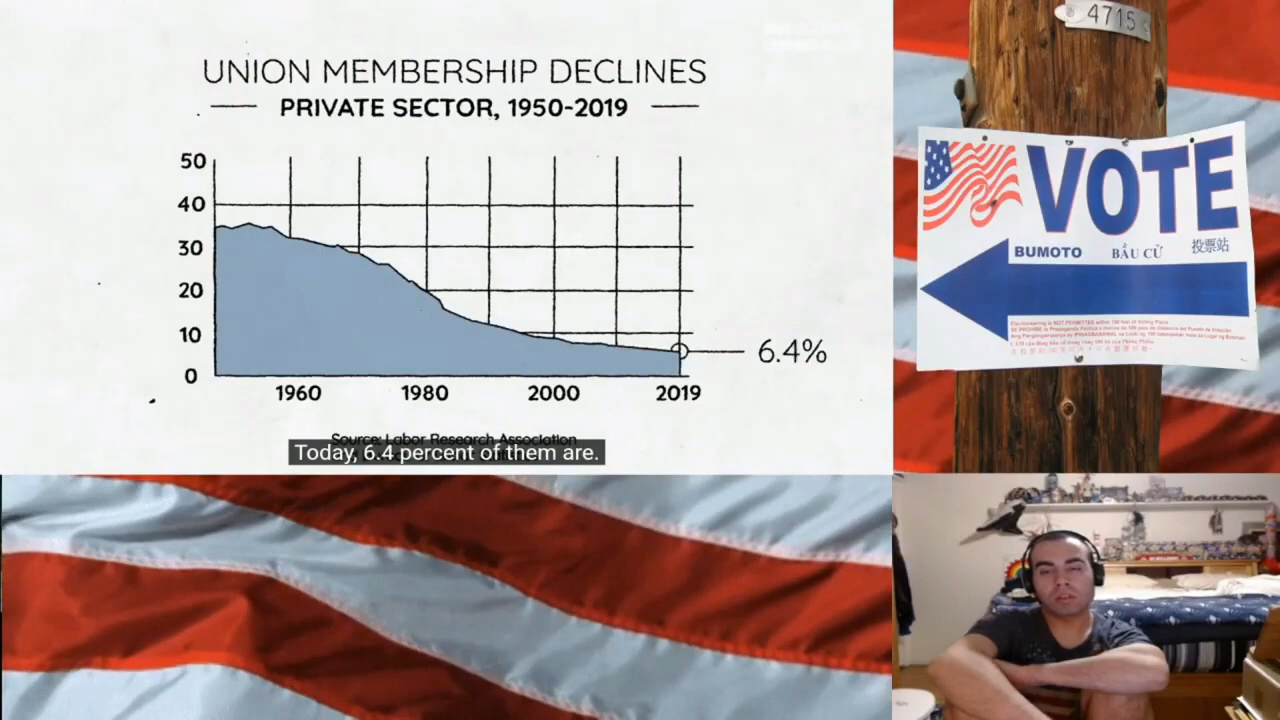 UNION MEMBERSHIP DECLINES
PRIVATE SECTOR, 1950-2019
50
40
30
20
10
0
6.4%
1960 1980 2000 2019
Source: Labor Research Association
Today, 6.4 percent of them are.
4715
VOTE
BUMOTO BẦU CỬ 投票站